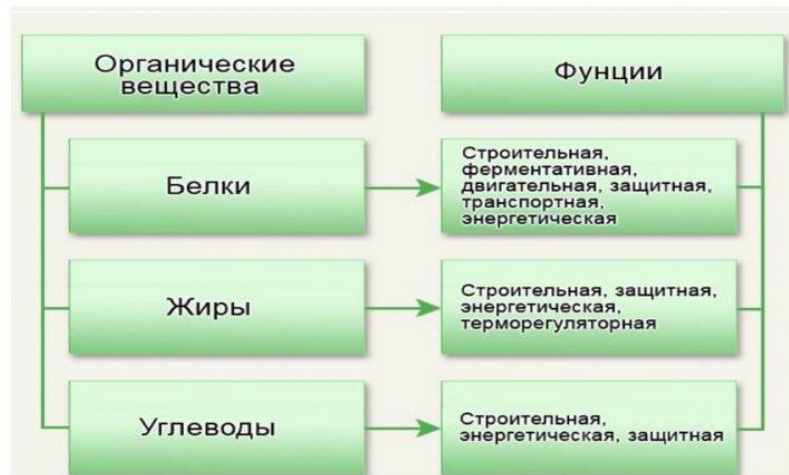 Органические
вещества
Фунции
Белки
Строительная,
ферментативная,
двигательная, защитная,
транспортная,
энергетическая
Жиры
Строительная, защитная,
энергетическая,
терморегуляторная
Углеводы
Строительная,
энергетическая, защитная